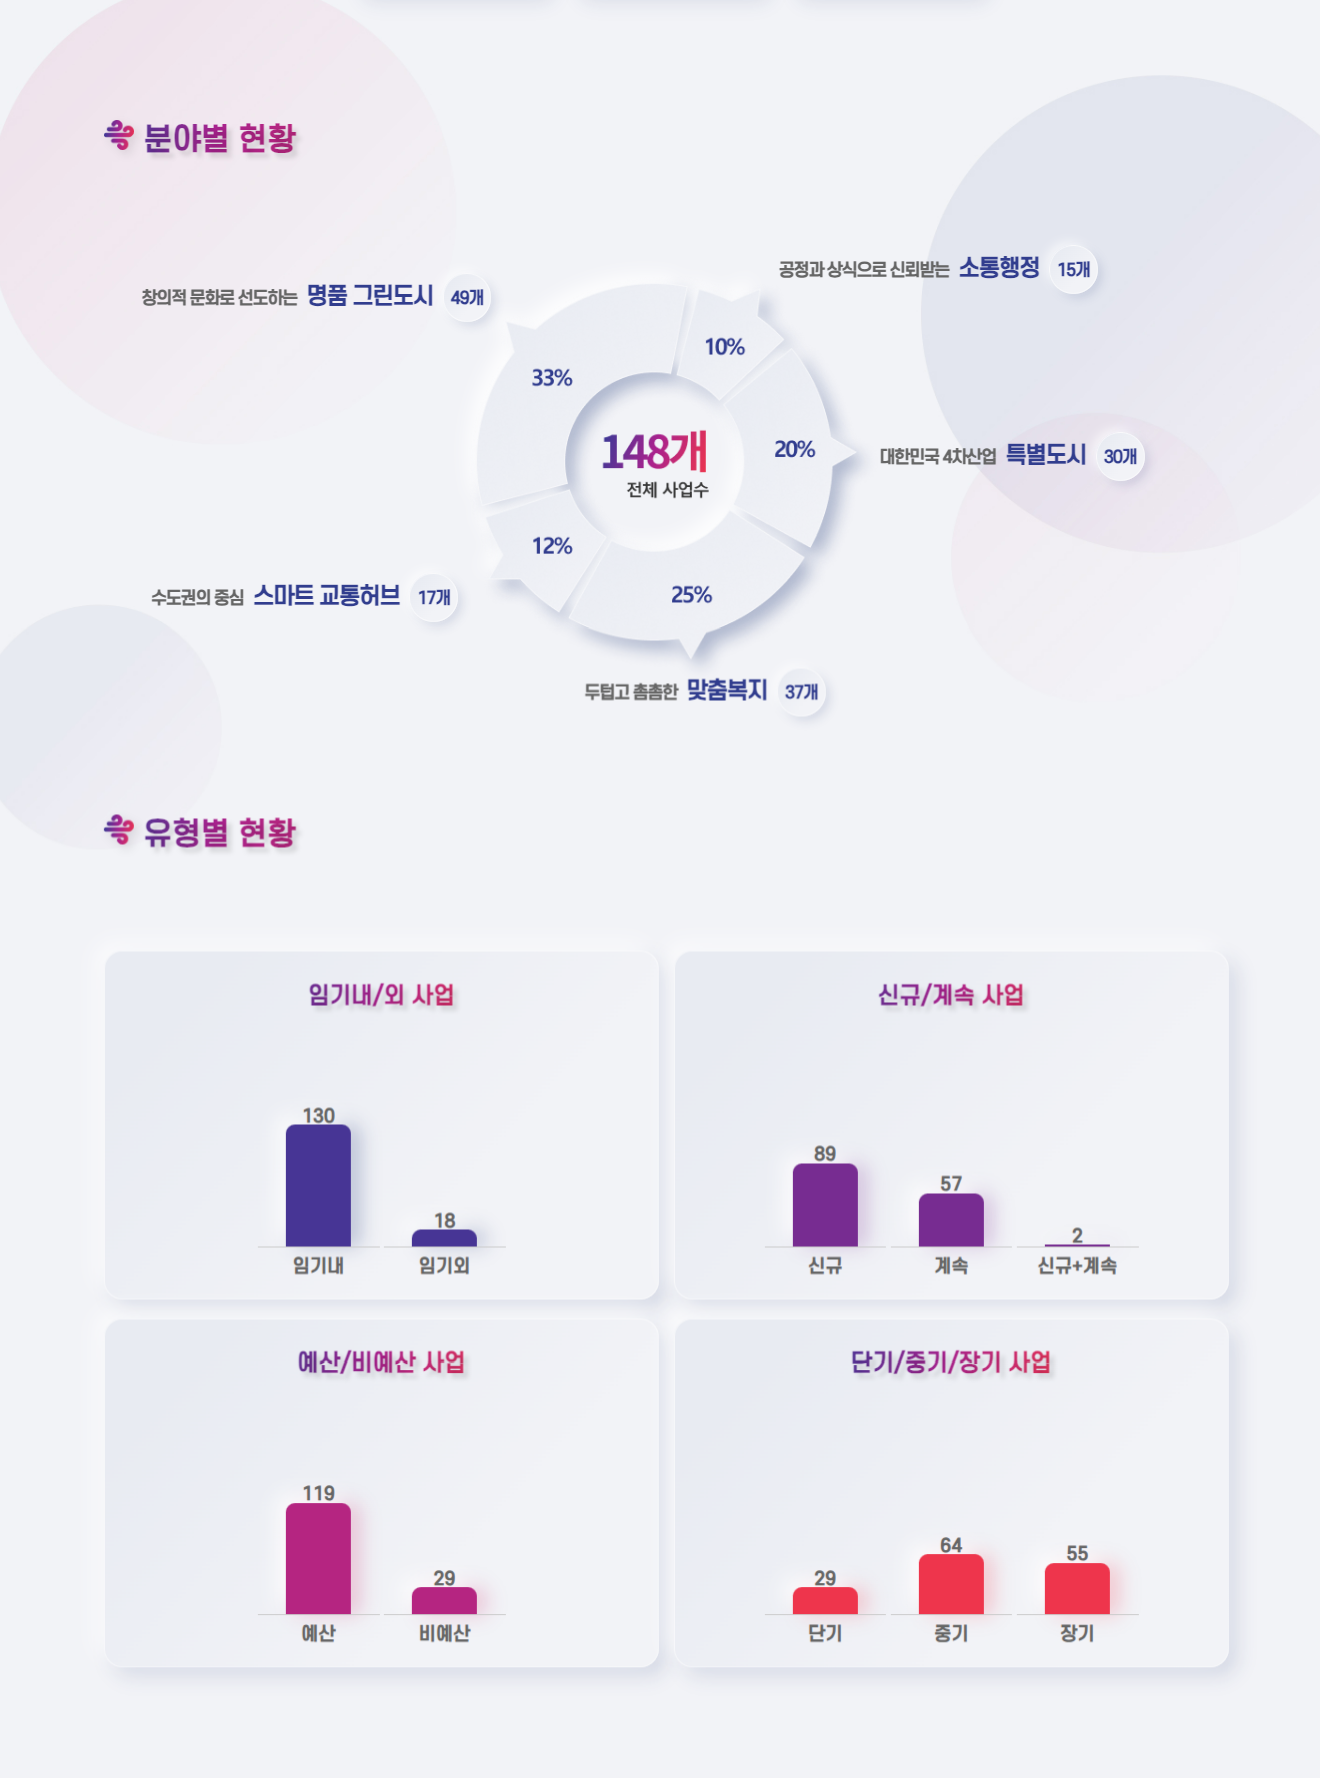 분야별 현황
공정과 상식으로 신뢰받는 소통행정 15개
창의적 문화로 선도하는 명품 그린도시 49개
10%
33%
148개
전체 사업수
20%
대한민국 4차산업 특별도시 30개
12%
25%
수도권의 중심 스마트 교통허브 17개
두텁고 촘촘한 맞춤복지 37개
유형별 현황
임기내/외 사업
130
18
임기내 임기외
신규/계속 사업
89
57
2
신규 계속 신규+계속
예산/비예산 사업
119
29
예산 비예산
단기/중기/장기 사업
29
64
55
단기 중기 장기